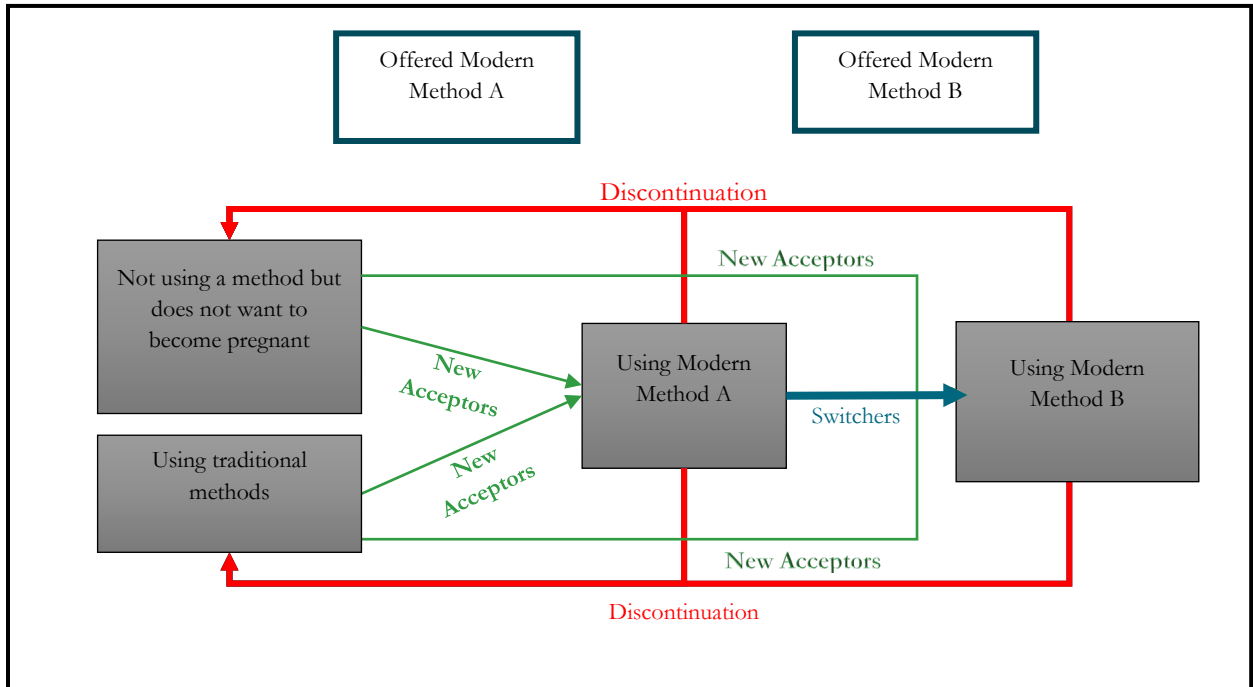 Offered Modern
Method A
Offered Modern
Method B
Discontinuation
Not using a method but
does not want to
become pregnant
New Acceptors
New
Acceptors
Using Modern
Method A
Switchers
Using Modern
Method B
Using traditional
methods
New
Acceptors
New Acceptors
Discontinuation